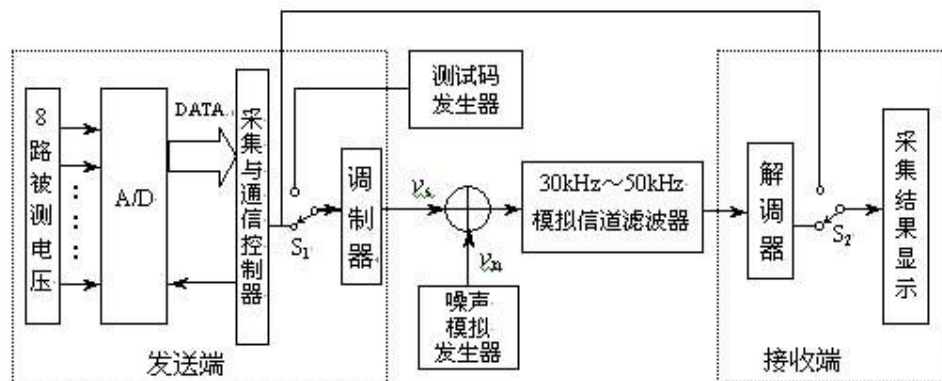 8路被测电压
A/D
DATA
采集与通信控制器
S1
调制器
发送端
测试码
发生器
vs
vn
噪声
模拟
发生器
30kHz～50kHz
模拟信道滤波器
解调器
S2
采集结果显示
接收端